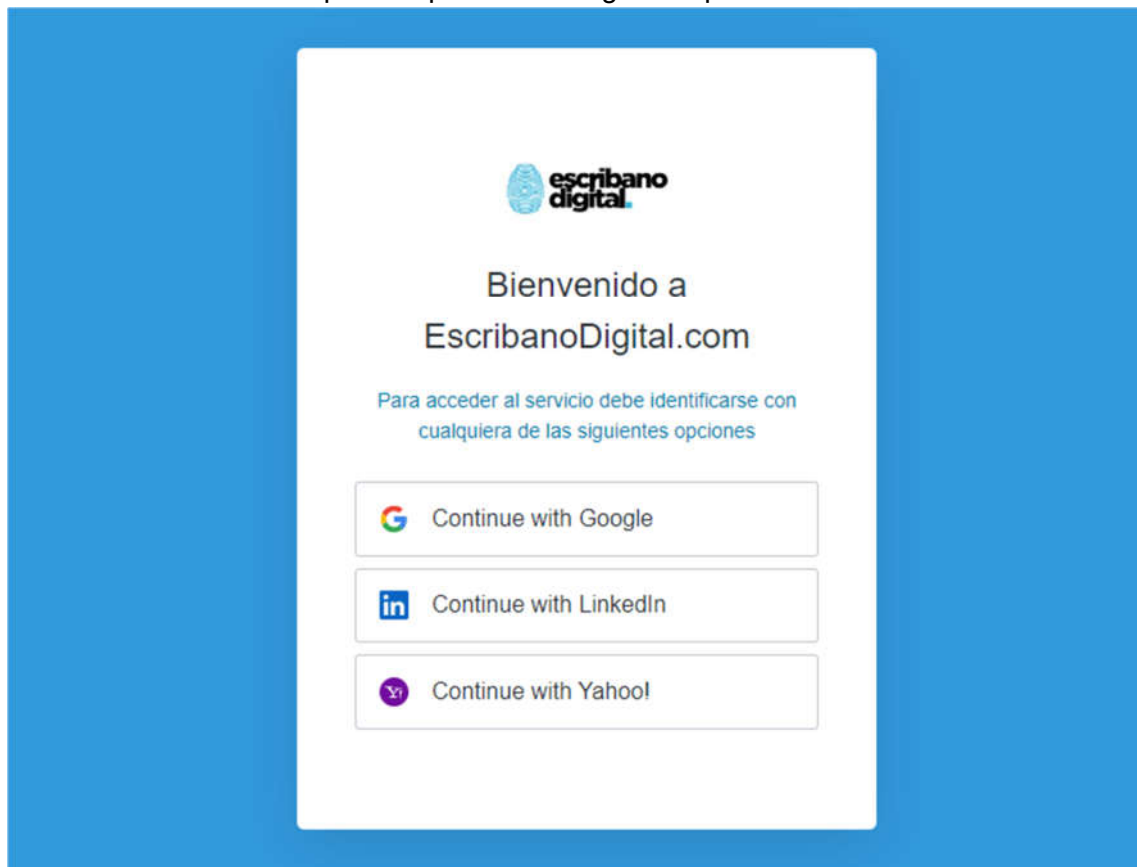 escribano
digital.
Bienvenido a
EscribanoDigital.com
Para acceder al servicio debe identificarse con
cualquiera de las siguientes opciones
Continue with Google
in Continue with LinkedIn
Y! Continue with Yahoo!